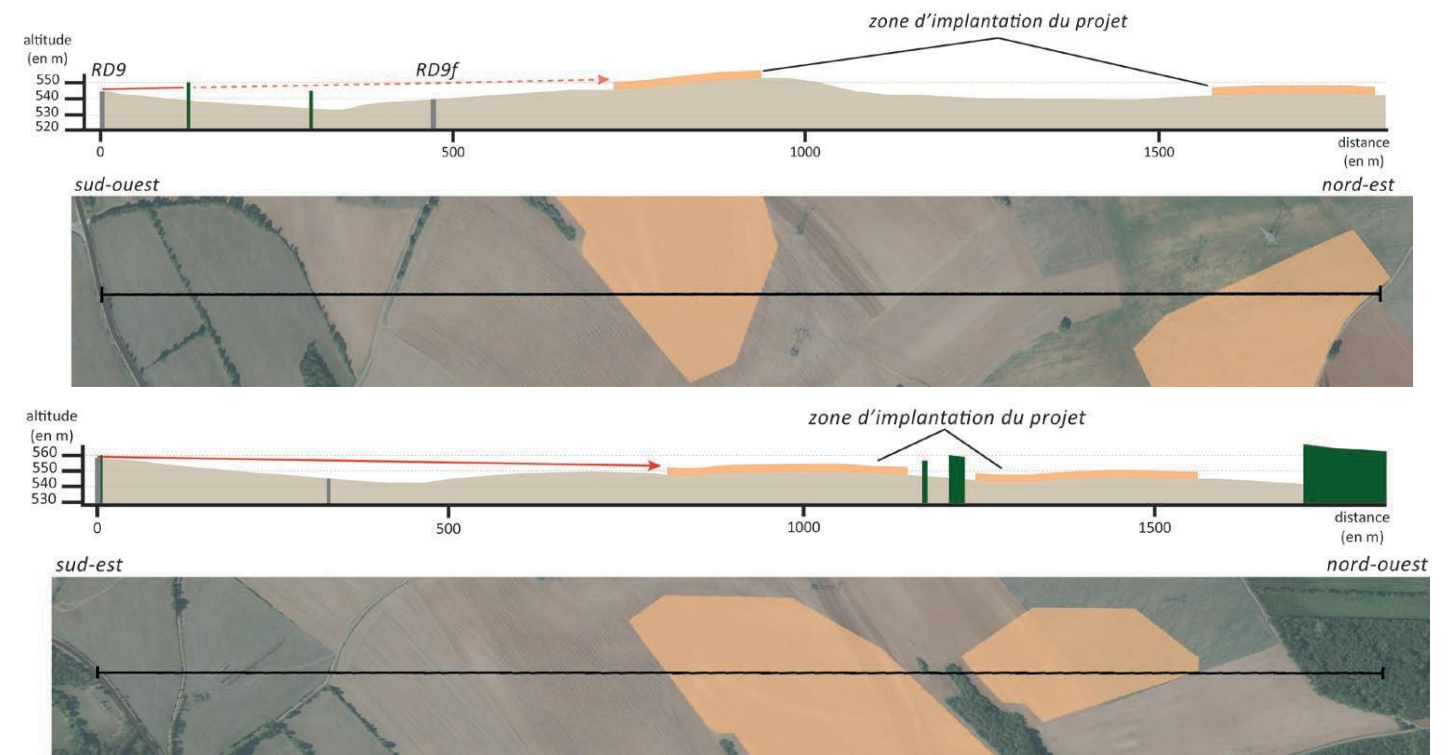 zone d'implantation du projet
altitude
(en m)
RD9
RD9f
550
540
530
520
0
500
1000
1500
distance
(en m)
sud-ouest
nord-est
altitude
(en m)
zone d'implantation du projet
560
550
540
530
0
500
1000
1500
distance
(en m)
sud-est
nord-ouest